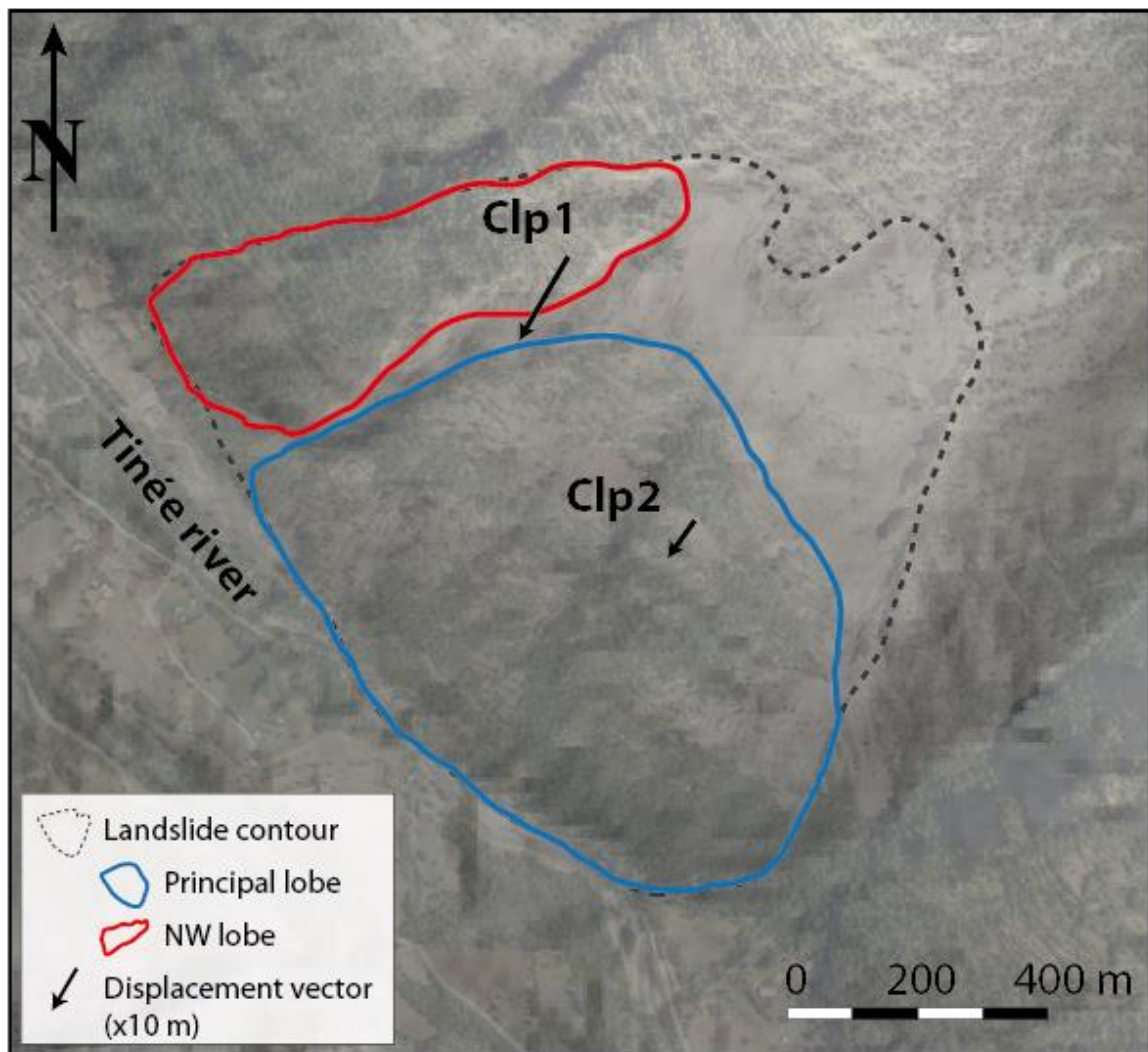 N
Clp1
Clp2
Tinée river
Landslide contour
Principal lobe
NW lobe
Displacement vector
(x10 m)
0 200 400 m